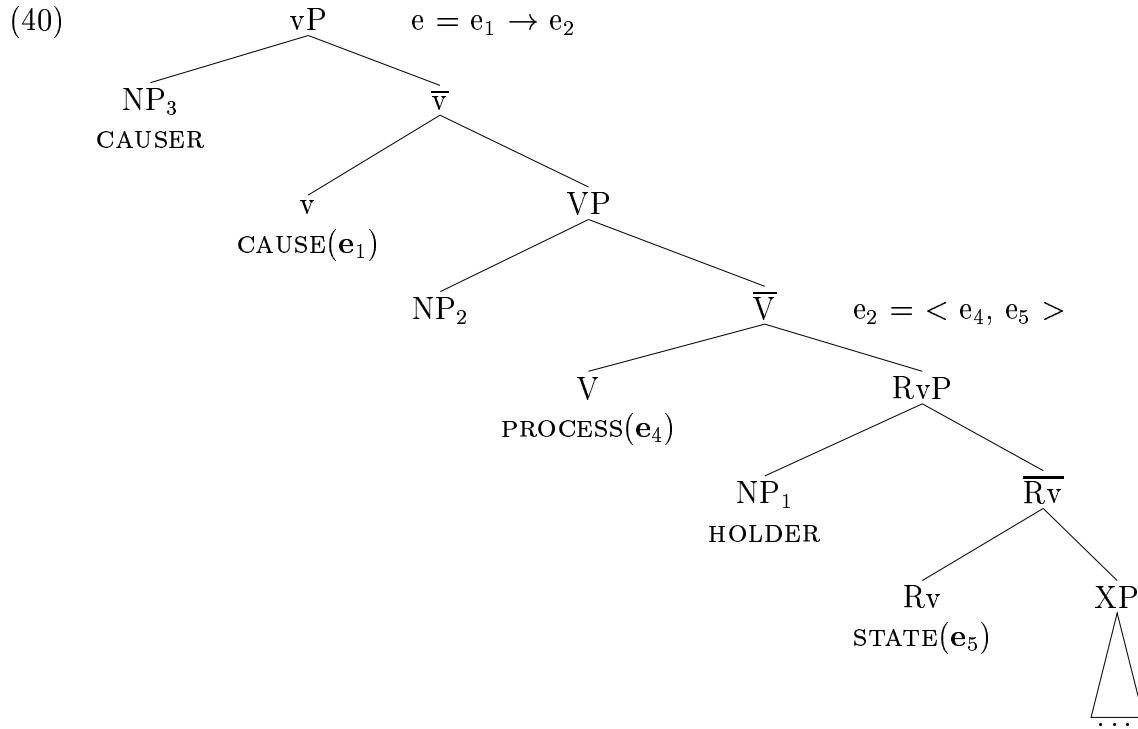 (40) vP e = e₁ → e₂
NP₃ v̅
CAUSER
v VP
CAUSE(e₁)
NP₂ V̅ e₂ = < e₄, e₅ >
V RvP
PROCESS(e₄)
NP₁ R̅v̅
HOLDER
Rv XP
STATE(e₅)
...